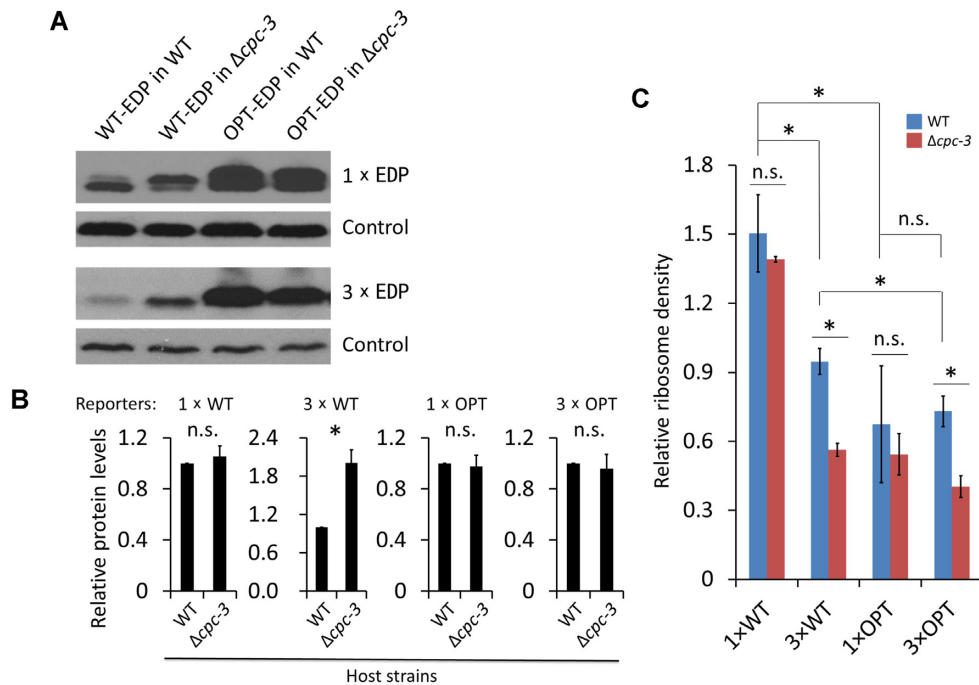 A
WT-EDP in WT
WT-EDP in Δcpc-3
OPT-EDP in WT
OPT-EDP in Δcpc-3
1 × EDP
Control
3 × EDP
Control
B
Reporters: 1 × WT 3 × WT 1 × OPT 3 × OPT
n.s. * n.s. n.s.
Relative protein levels
1.2
0.8
0.4
0
2.4
1.8
1.2
0.6
0.0
1.2
0.8
0.4
0
1.2
0.8
0.4
0
WT Δcpc-3 WT Δcpc-3 WT Δcpc-3 WT Δcpc-3
Host strains
C
WT
Δcpc-3
*
*
n.s.
n.s.
*
*
n.s.
*
Relative ribosome density
1.8
1.5
1.2
0.9
0.6
0.3
0
1×WT 3×WT 1×OPT 3×OPT